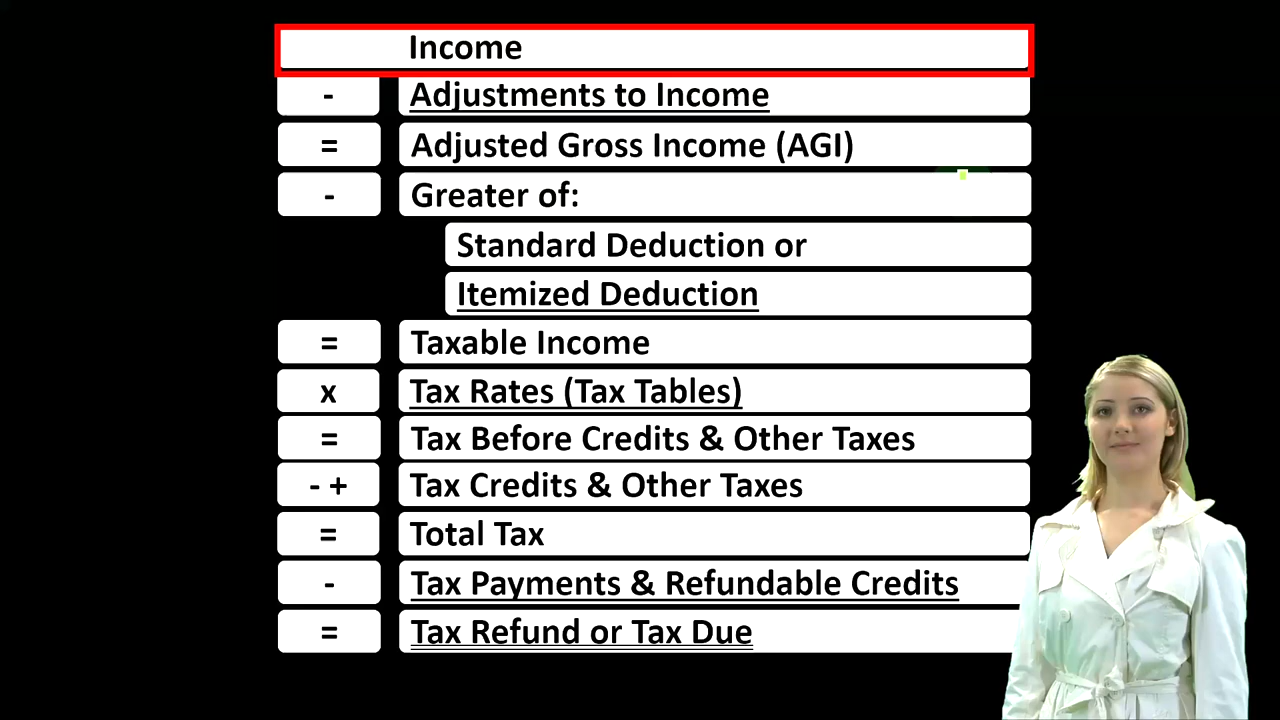 Income
- Adjustments to Income
= Adjusted Gross Income (AGI)
- Greater of:
Standard Deduction or
Itemized Deduction
= Taxable Income
x Tax Rates (Tax Tables)
= Tax Before Credits & Other Taxes
- + Tax Credits & Other Taxes
= Total Tax
- Tax Payments & Refundable Credits
= Tax Refund or Tax Due